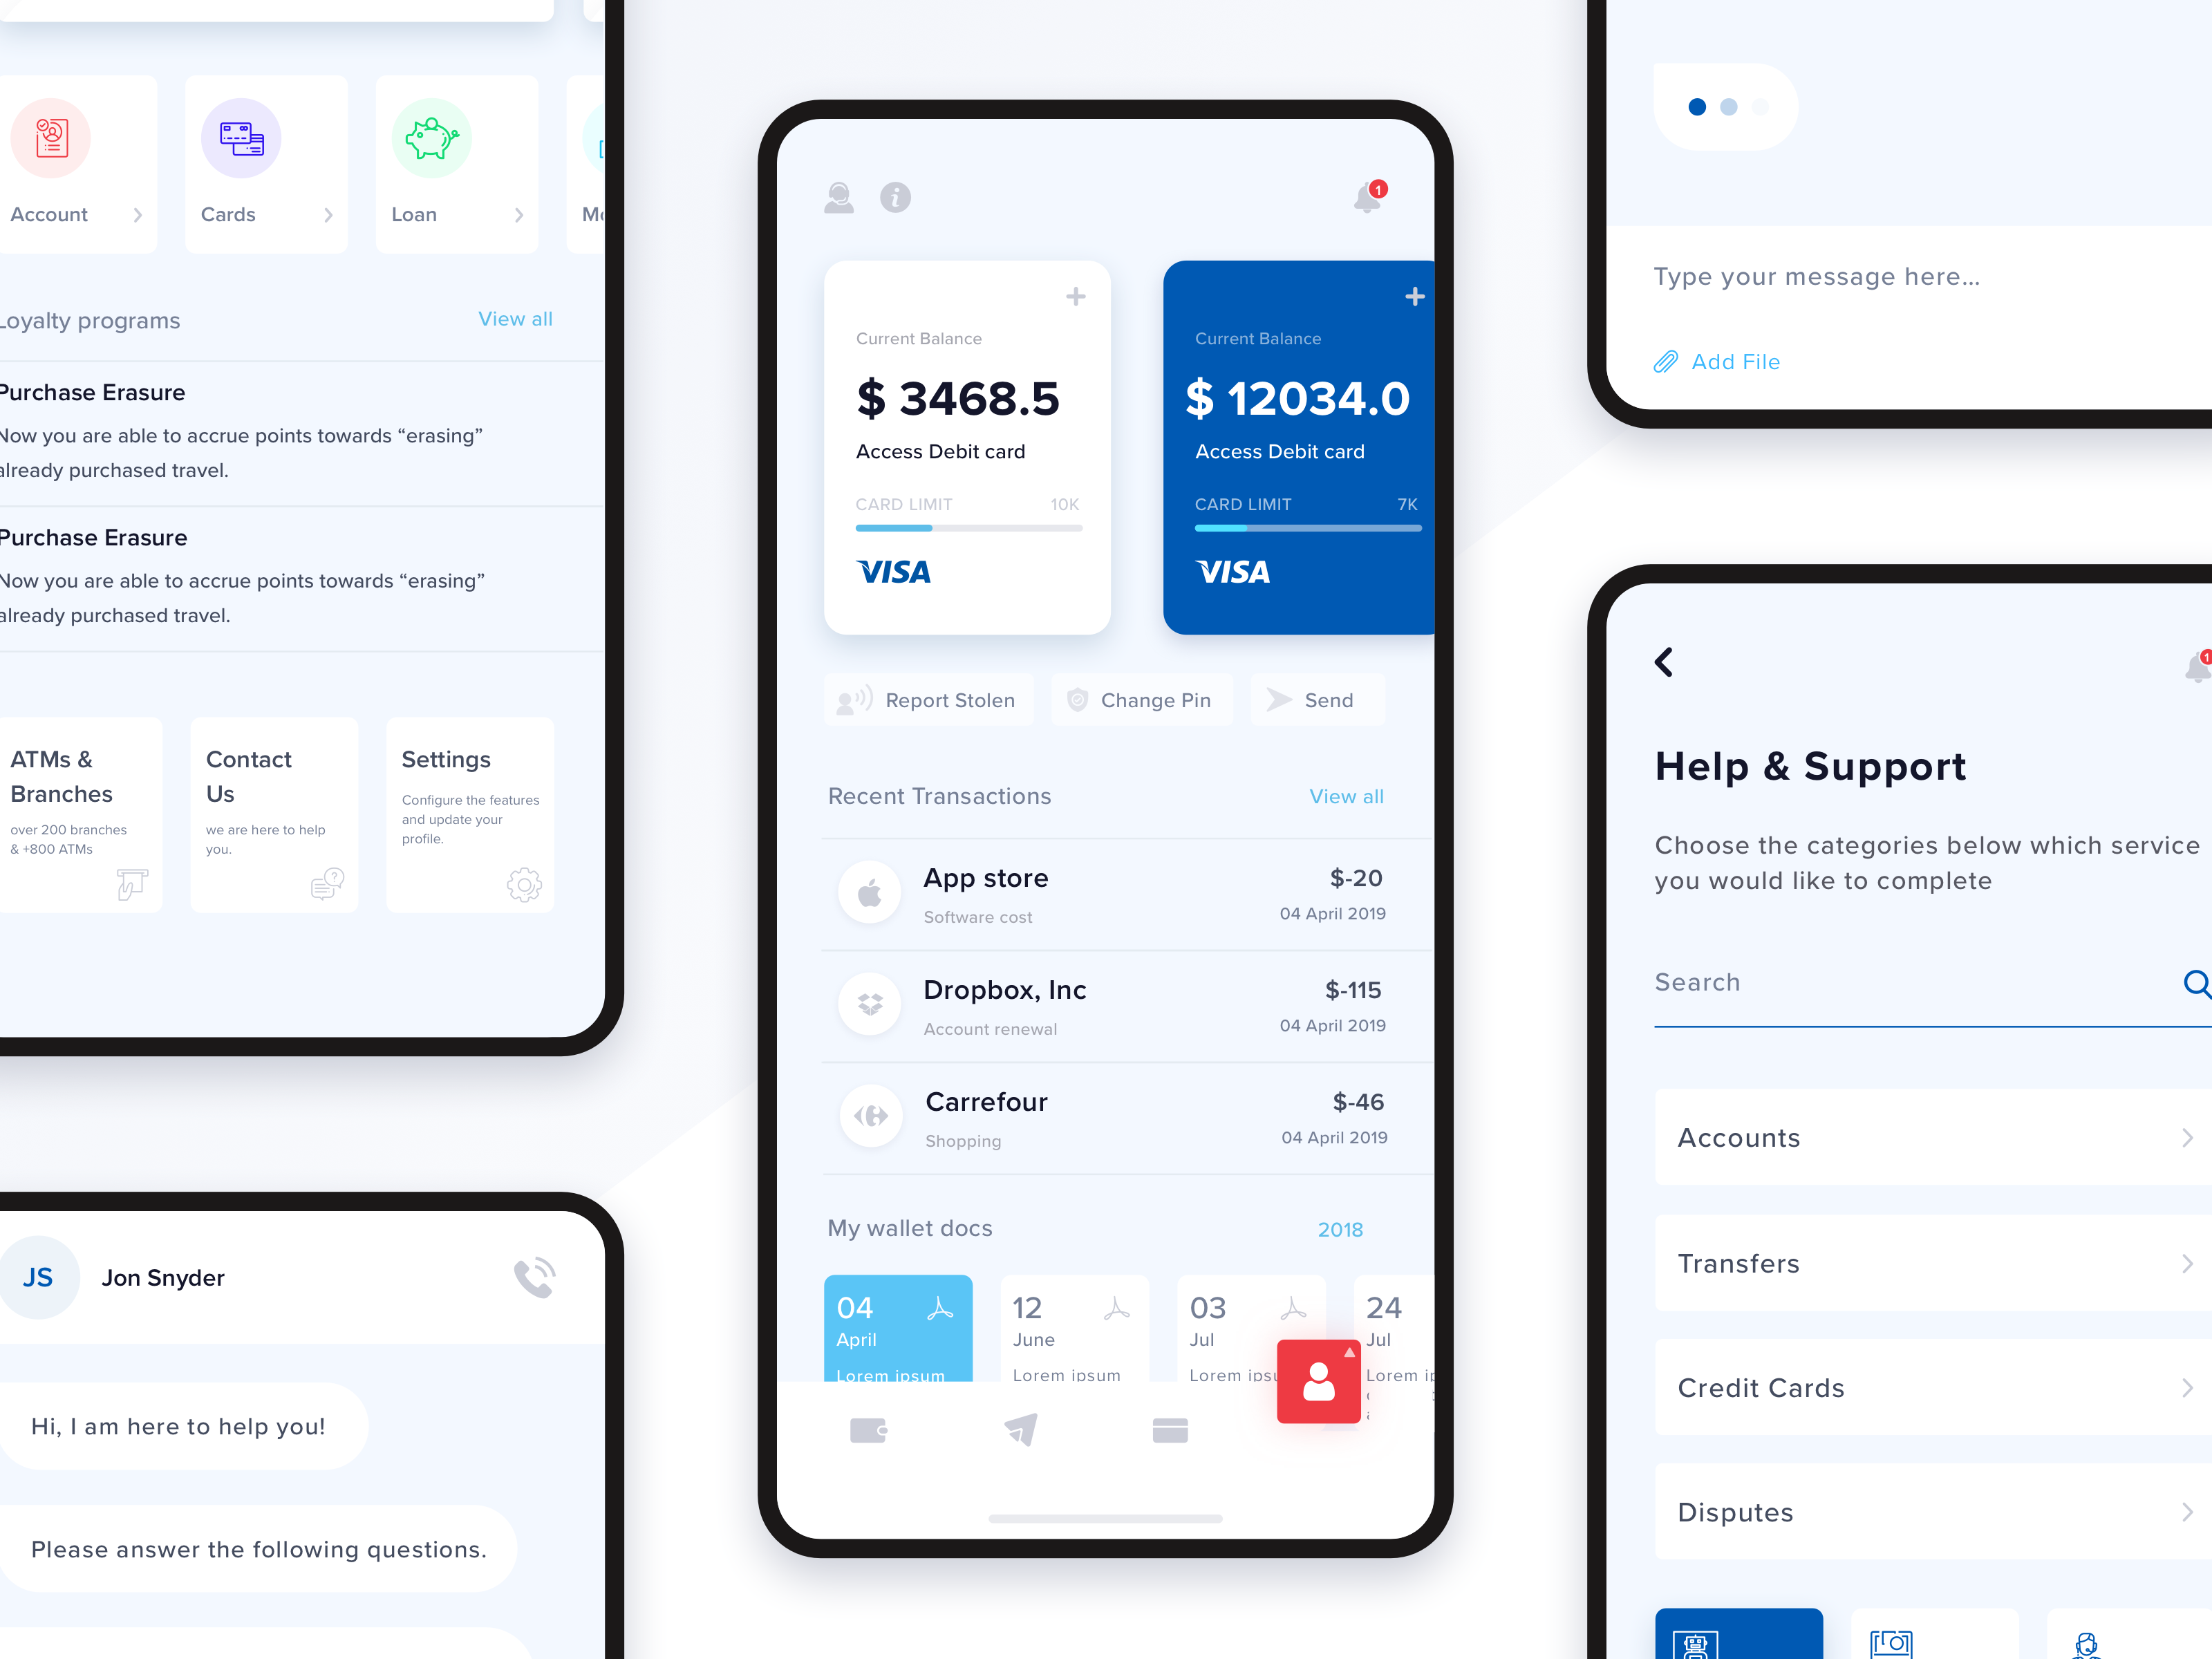 Account
Cards
Loan
Loyalty programs
View all
Purchase Erasure
Now you are able to accrue points towards “erasing”
already purchased travel.
Purchase Erasure
Now you are able to accrue points towards “erasing”
already purchased travel.
ATMs &
Branches
over 200 branches
& +800 ATMs
Contact
Us
we are here to help
you.
Settings
Configure the features
and update your
profile.
JS
Jon Snyder
Hi, I am here to help you!
Please answer the following questions.
i
1
Current Balance
$ 3468.5
Access Debit card
CARD LIMIT 10K
VISA
Current Balance
$ 12034.0
Access Debit card
CARD LIMIT 7K
VISA
Report Stolen
Change Pin
Send
Recent Transactions
View all
App store
$-20
Software cost
04 April 2019
Dropbox, Inc
$-115
Account renewal
04 April 2019
Carrefour
$-46
Shopping
04 April 2019
My wallet docs
2018
04
April
Lorem ipsum
12
June
Lorem ipsum
03
Jul
Lorem ipsu
24
Jul
Lorem ip
Type your message here...
Add File
1
Help & Support
Choose the categories below which service
you would like to complete
Search
Accounts
Transfers
Credit Cards
Disputes